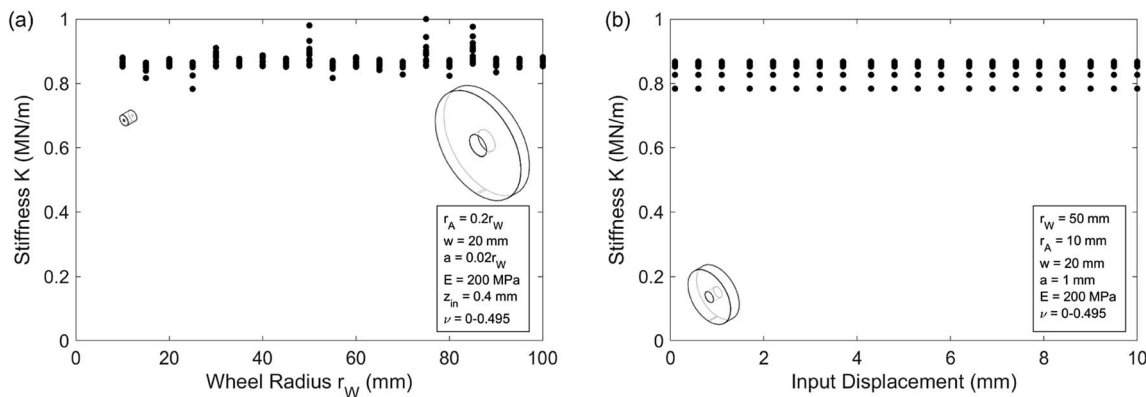 (a)
Stiffness K (MN/m)
1
0.8
0.6
0.4
0.2
0
0 20 40 60 80 100
Wheel Radius r_W (mm)
r_A = 0.2r_W
w = 20 mm
a = 0.02r_W
E = 200 MPa
z_in = 0.4 mm
ν = 0-0.495
(b)
Stiffness K (MN/m)
1
0.8
0.6
0.4
0.2
0
0 2 4 6 8 10
Input Displacement (mm)
r_W = 50 mm
r_A = 10 mm
w = 20 mm
a = 1 mm
E = 200 MPa
ν = 0-0.495